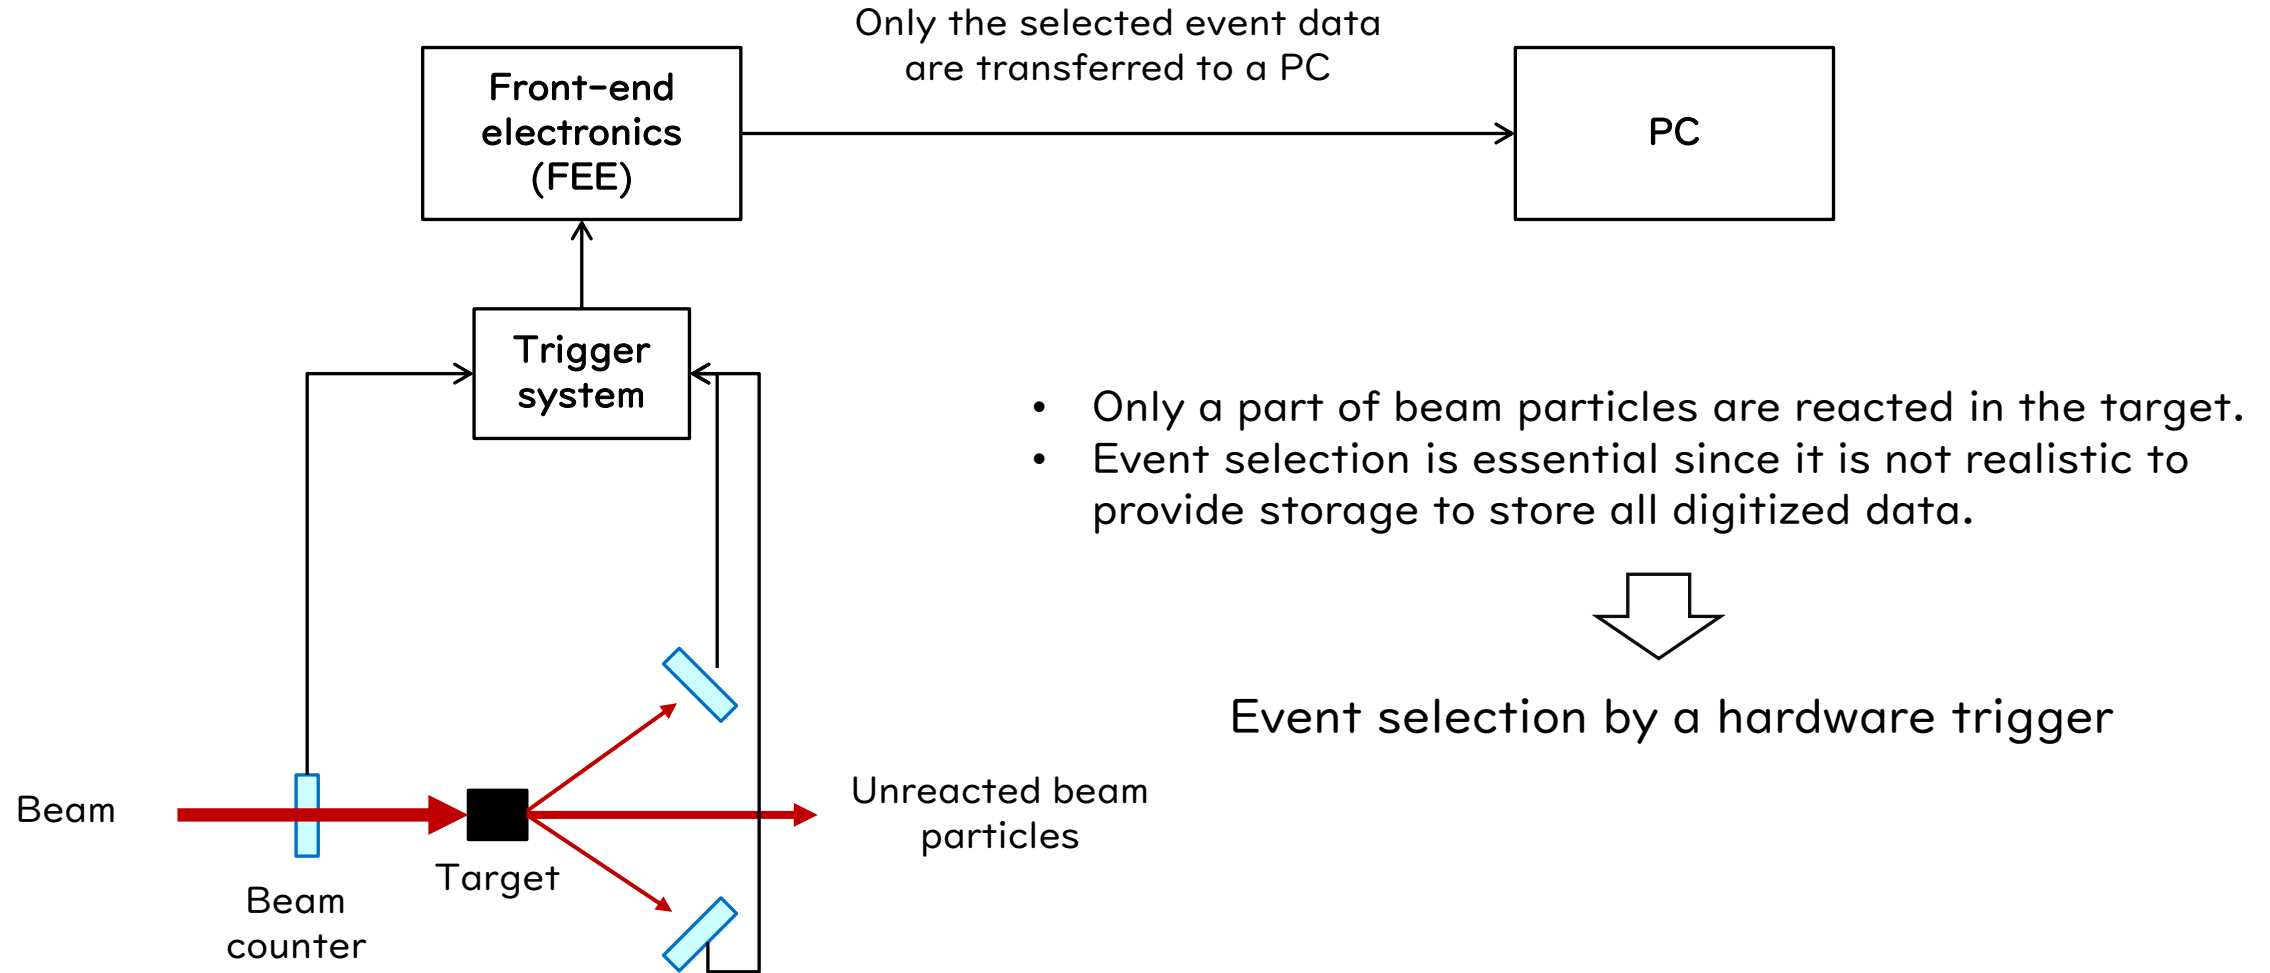 Only the selected event data
are transferred to a PC
Front-end
electronics
(FEE)
PC
Trigger
system
• Only a part of beam particles are reacted in the target.
• Event selection is essential since it is not realistic to
provide storage to store all digitized data.
Event selection by a hardware trigger
Beam
Unreacted beam
particles
Target
Beam
counter